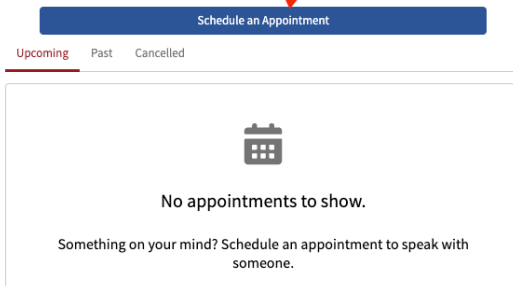 Schedule an Appointment
Upcoming Past Cancelled
No appointments to show.
Something on your mind? Schedule an appointment to speak with
someone.